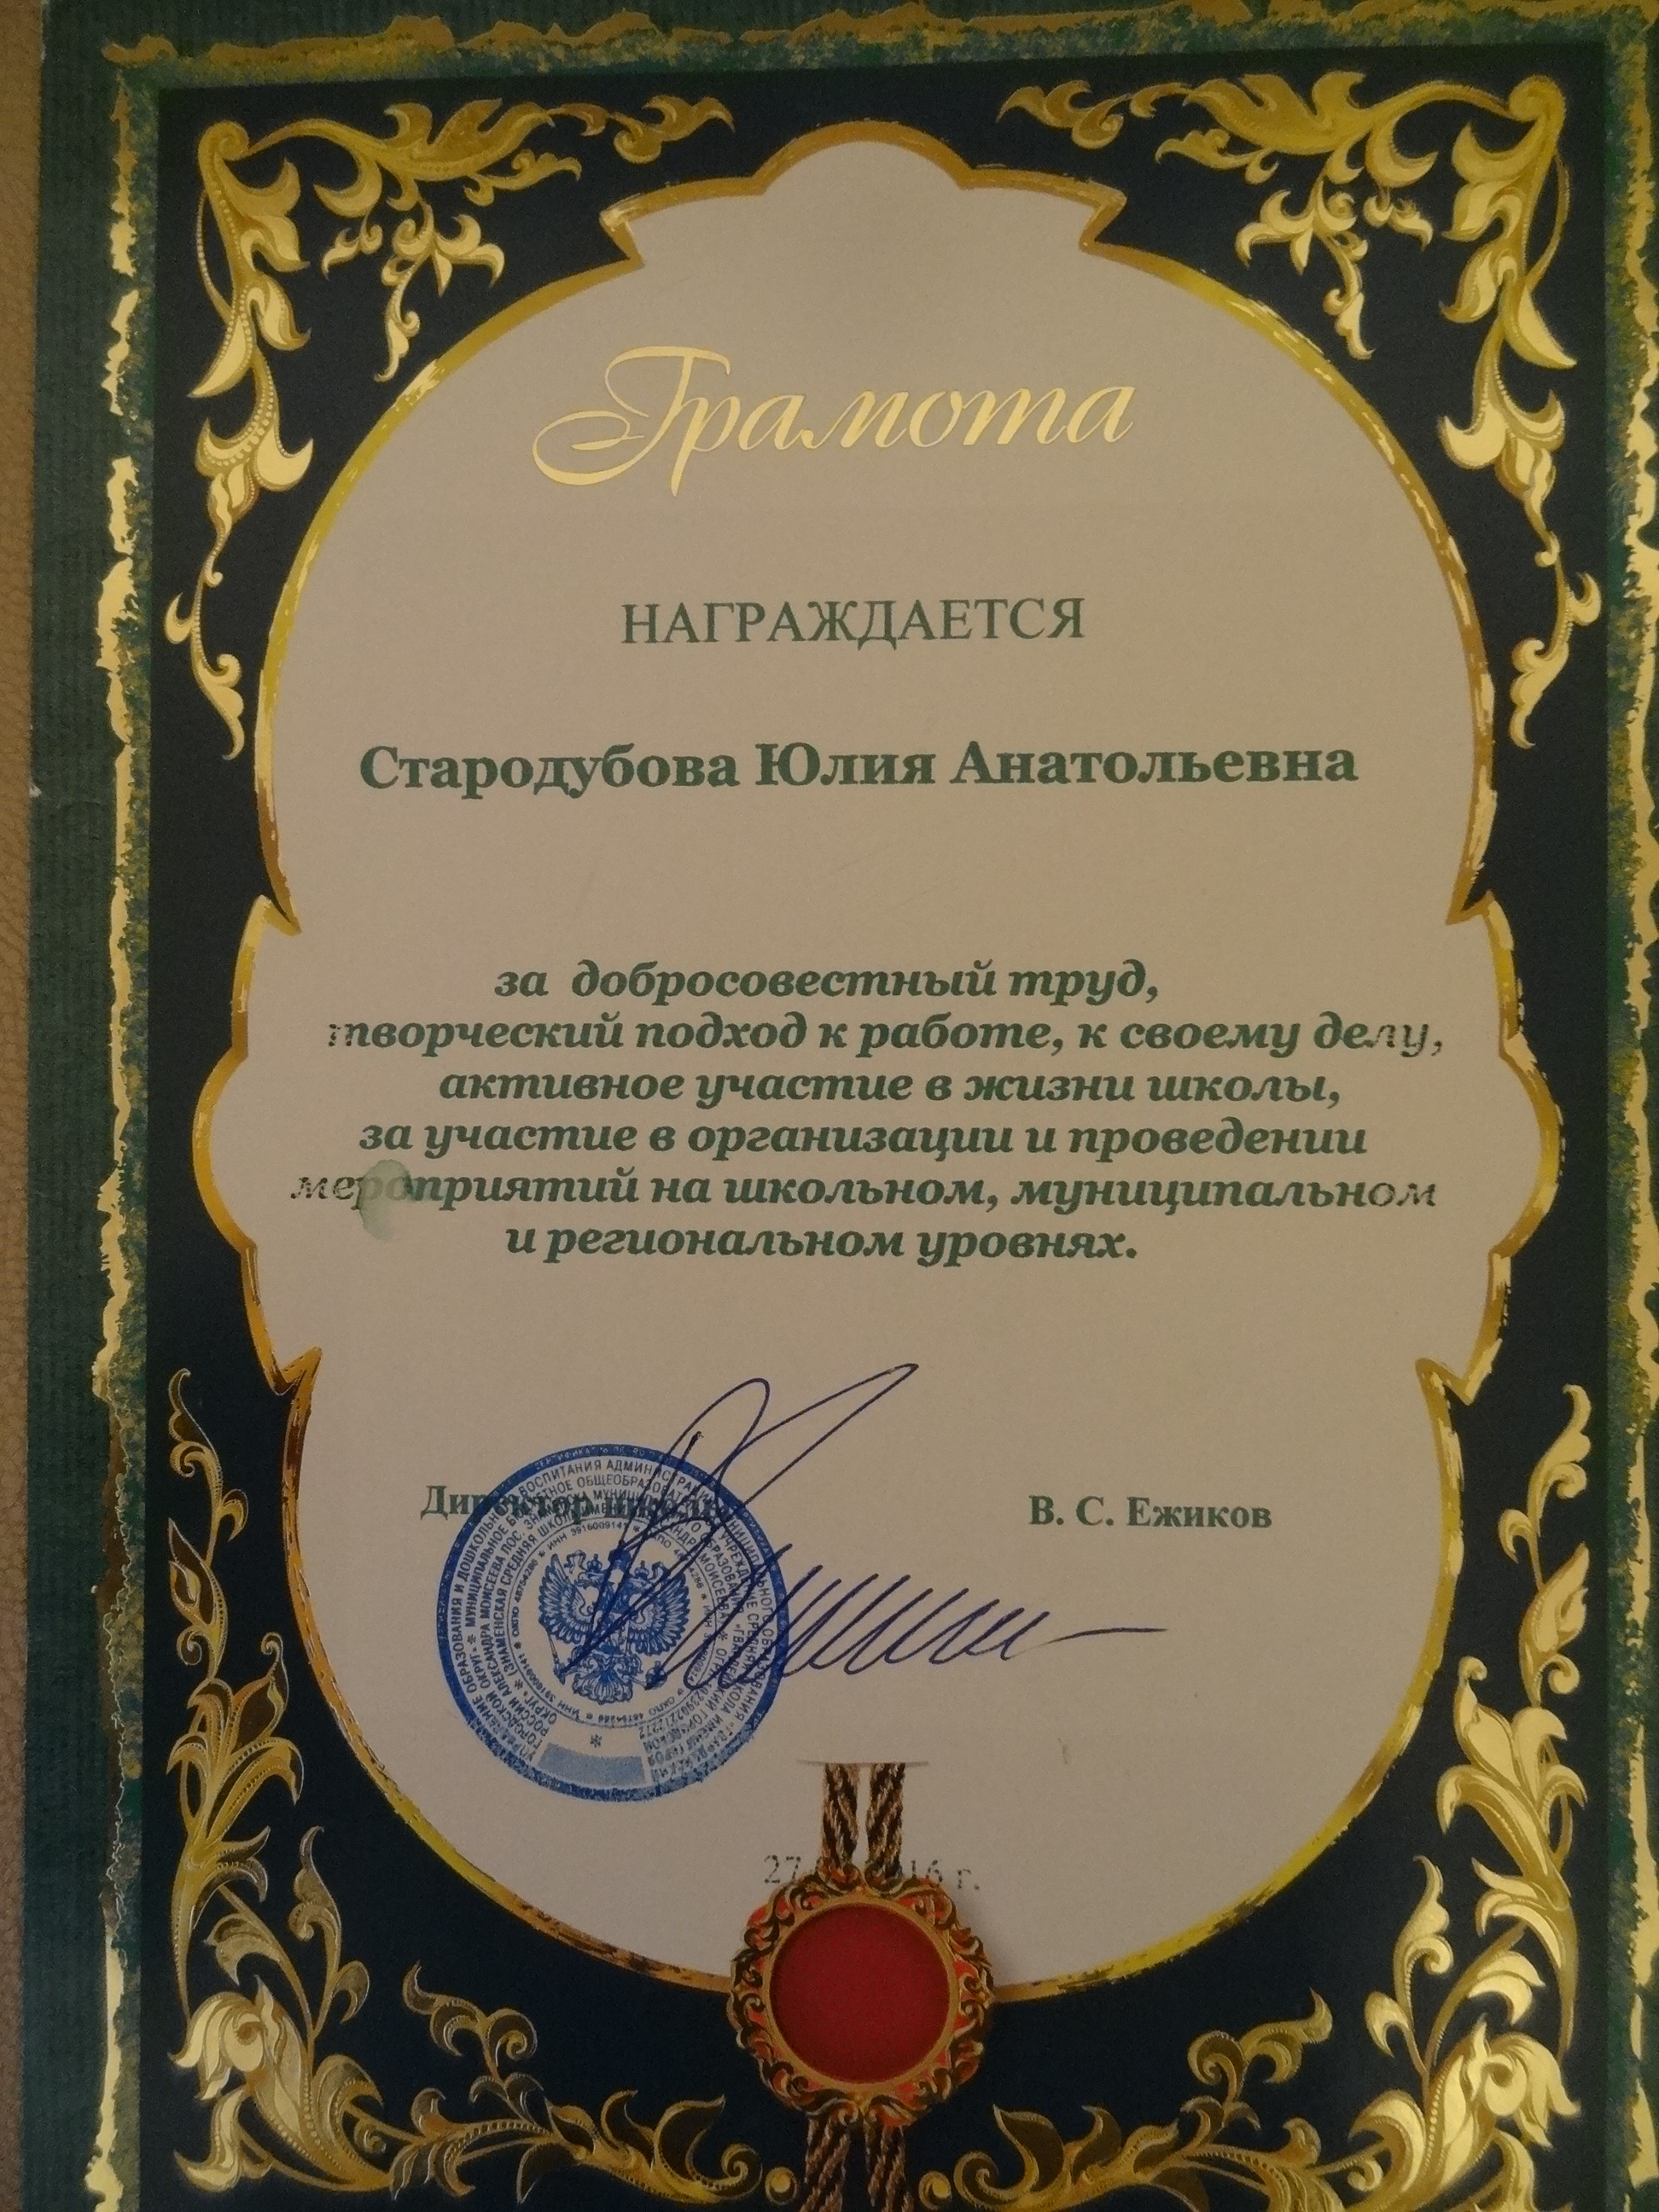 Грамота
НАГРАЖДАЕТСЯ
Стародубова Юлия Анатольевна
за добросовестный труд,
творческий подход к работе, к своему делу,
активное участие в жизни школы,
за участие в организации и проведении
мероприятий на школьном, муниципальном
и региональном уровнях.
Директор школы
В. С. Ежиков